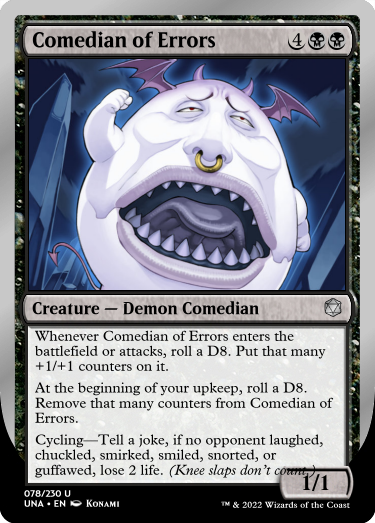 Comedian of Errors 4
Creature — Demon Comedian
Whenever Comedian of Errors enters the
battlefield or attacks, roll a D8. Put that many
+1/+1 counters on it.
At the beginning of your upkeep, roll a D8.
Remove that many counters from Comedian of
Errors.
Cycling—Tell a joke, if no opponent laughed,
chuckled, smirked, smiled, snorted, or
guffawed, lose 2 life. (Knee slaps don't count.)
1/1
078/230 U
UNA • EN Konami
™ & 2022 Wizards of the Coast